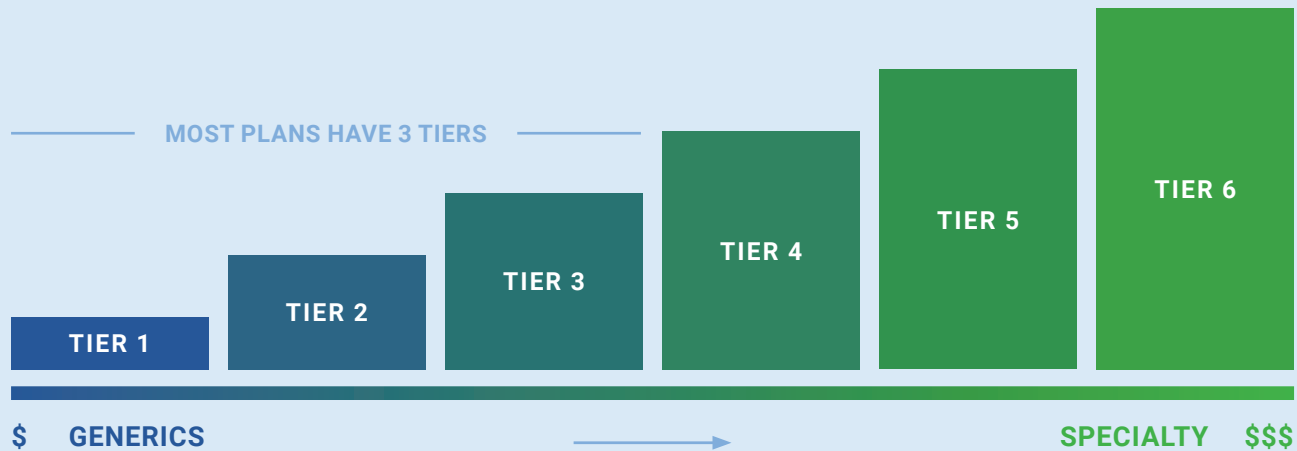 MOST PLANS HAVE 3 TIERS
TIER 1
TIER 2
TIER 3
TIER 4
TIER 5
TIER 6
$ GENERICS
SPECIALTY $$$